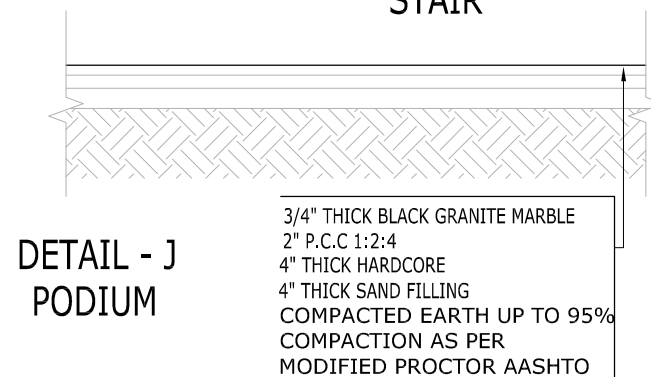 STAIR
3/4" THICK BLACK GRANITE MARBLE
2" P.C.C 1:2:4
4" THICK HARDCORE
4" THICK SAND FILLING
COMPACTED EARTH UP TO 95%
COMPACTION AS PER
MODIFIED PROCTOR AASHTO
DETAIL - J
PODIUM